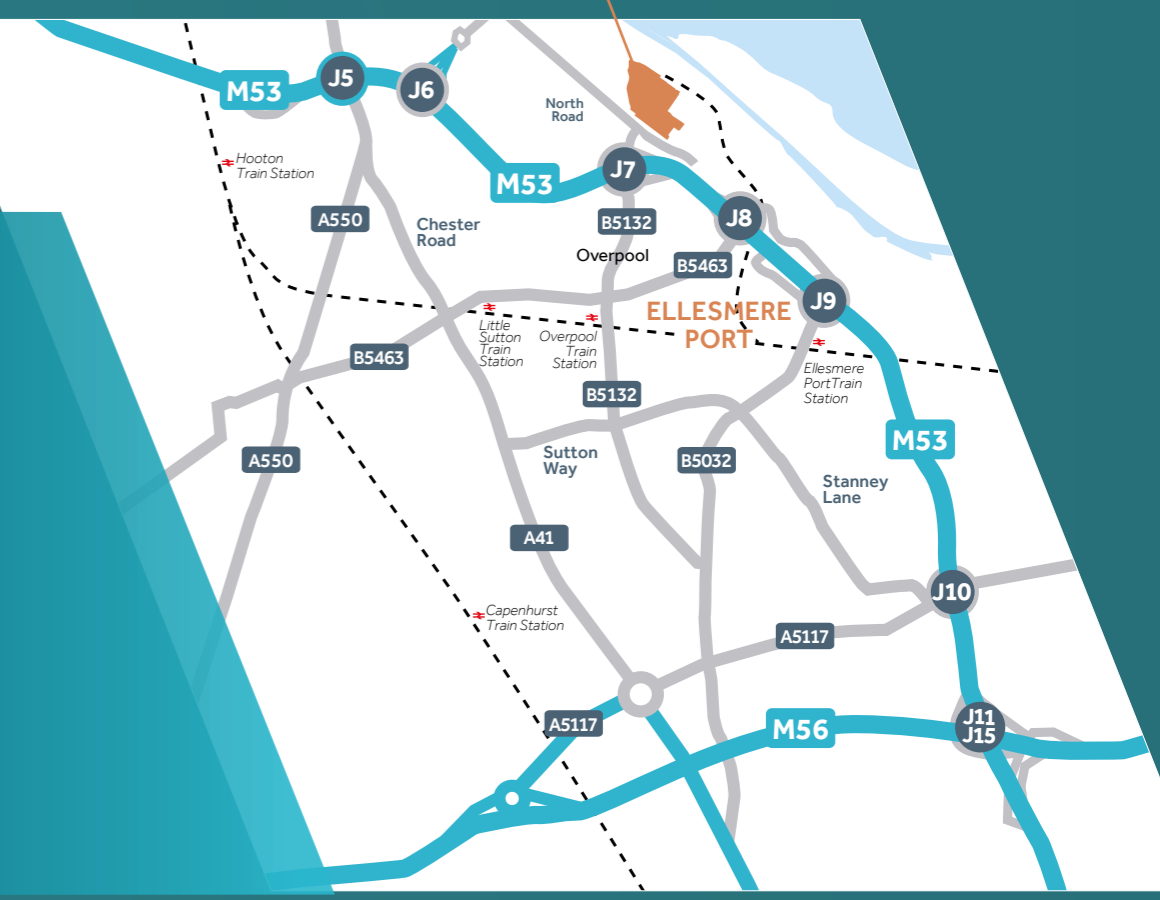 J5
J6
M53
North
Road
Hooton
Train Station
J7
M53
A550
Chester
Road
B5132
J8
Overpool
B5463
J9
ELLESMERE
PORT
Little
Sutton
Train
Station
Overpool
Train
Station
B5463
Ellesmere
PortTrain
Station
B5132
M53
A550
Sutton
Way
B5032
Stanney
Lane
A41
J10
Capenhurst
Train Station
A5117
A5117
M56
J11
J15